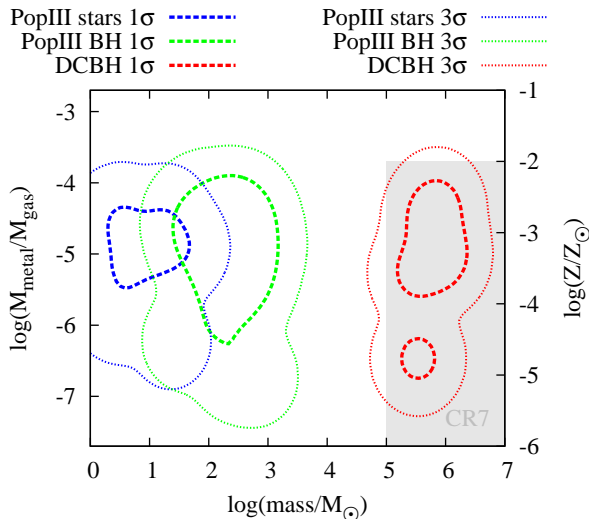 PopIII stars 1σ
PopIII BH 1σ
DCBH 1σ
PopIII stars 3σ
PopIII BH 3σ
DCBH 3σ
log(M_metal/M_gas)
-3
-4
-5
-6
-7
0 1 2 3 4 5 6 7
log(mass/M_⊙)
-1
-2
-3
-4
-5
-6
log(Z/Z_⊙)
CR7